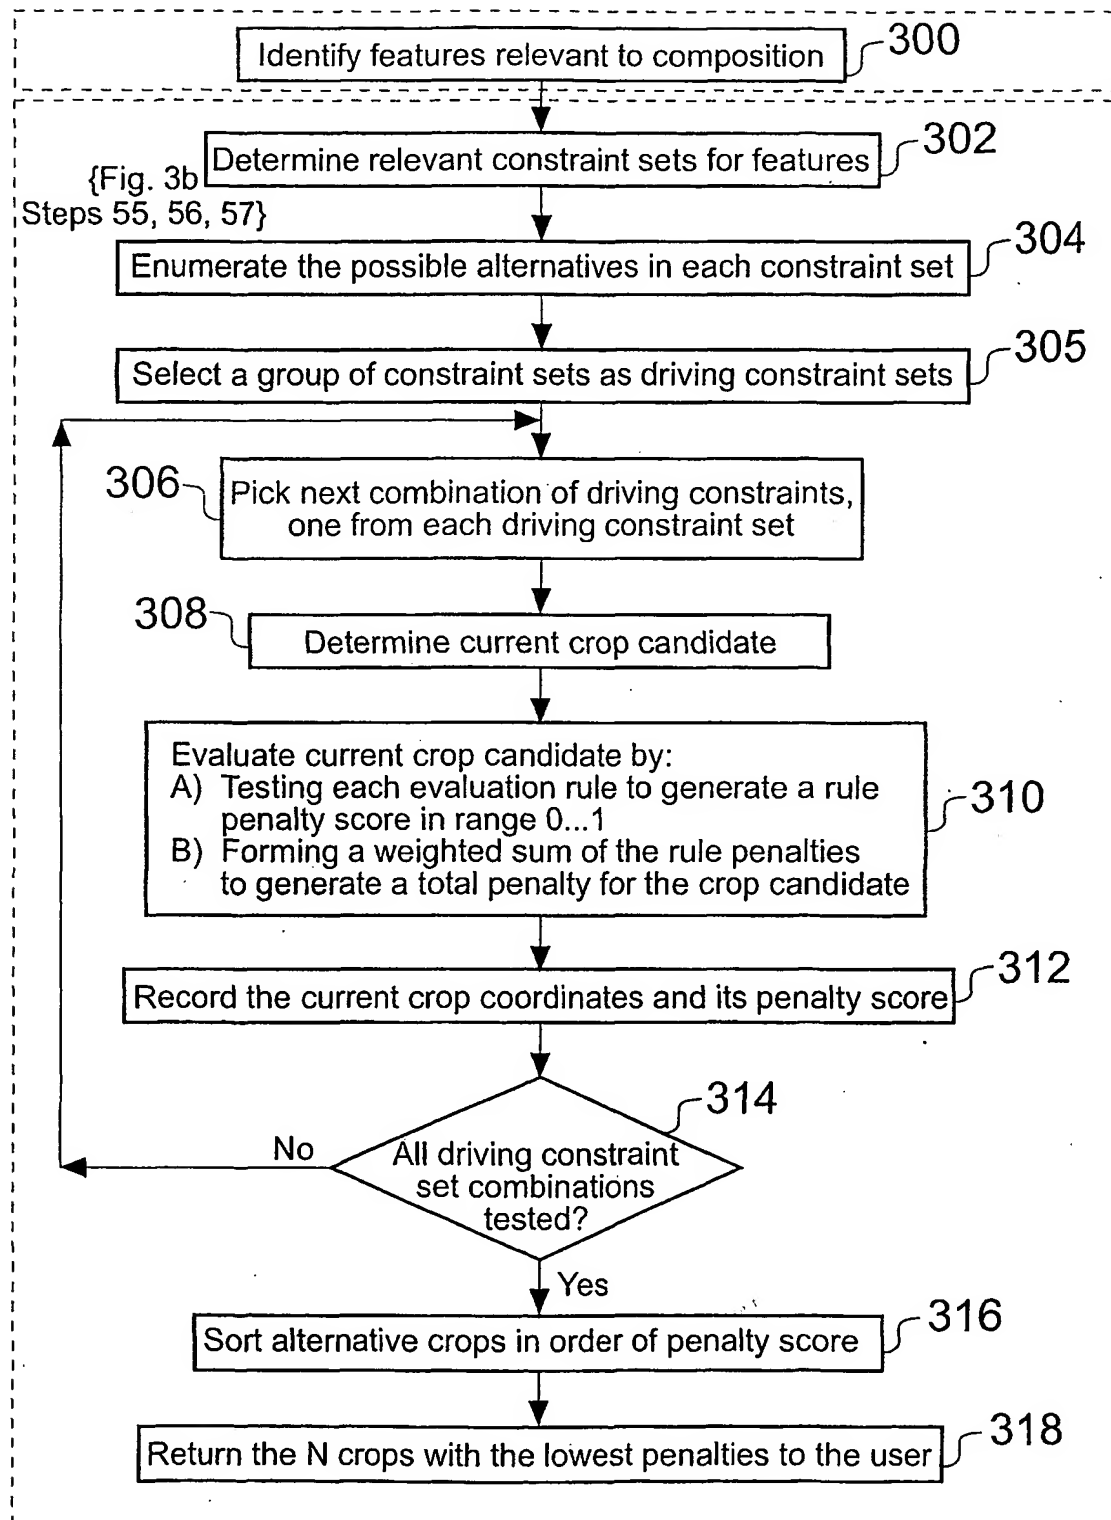 Identify features relevant to composition
300
Determine relevant constraint sets for features
302
{Fig. 3b
Steps 55, 56, 57}
Enumerate the possible alternatives in each constraint set
304
Select a group of constraint sets as driving constraint sets
305
306
Pick next combination of driving constraints,
one from each driving constraint set
308
Determine current crop candidate
Evaluate current crop candidate by:
A) Testing each evaluation rule to generate a rule
penalty score in range 0...1
B) Forming a weighted sum of the rule penalties
to generate a total penalty for the crop candidate
310
Record the current crop coordinates and its penalty score
312
314
No
All driving constraint
set combinations
tested?
Yes
Sort alternative crops in order of penalty score
316
Return the N crops with the lowest penalties to the user
318